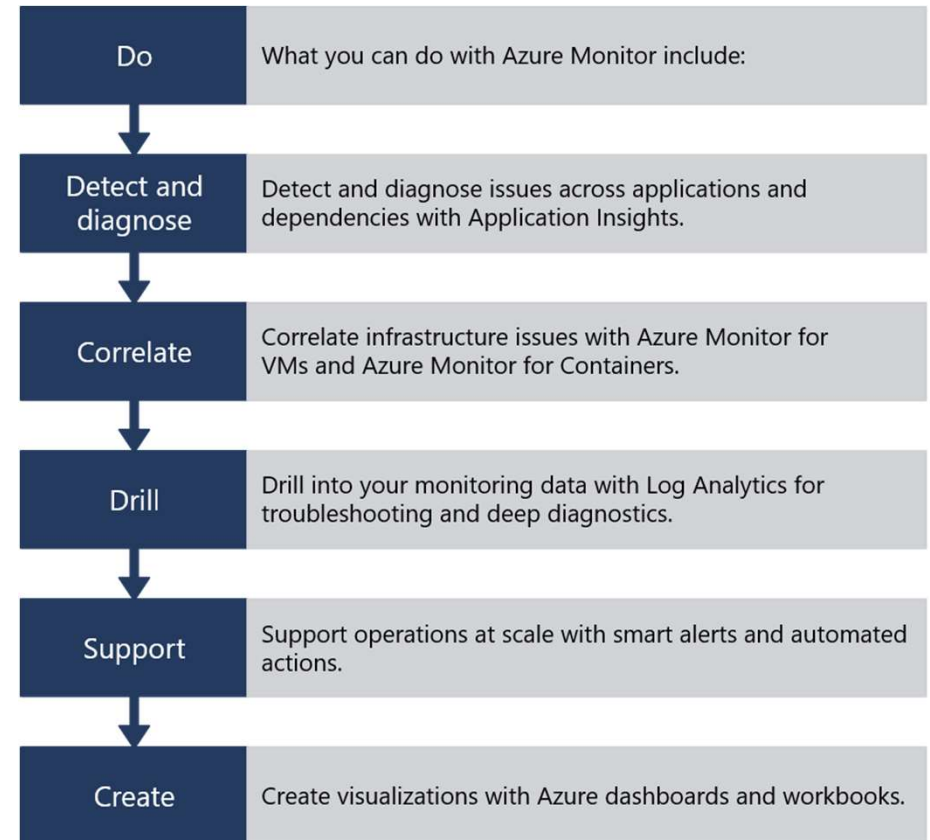 Do
What you can do with Azure Monitor include:
Detect and
diagnose
Detect and diagnose issues across applications and
dependencies with Application Insights.
Correlate
Correlate infrastructure issues with Azure Monitor for
VMs and Azure Monitor for Containers.
Drill
Drill into your monitoring data with Log Analytics for
troubleshooting and deep diagnostics.
Support
Support operations at scale with smart alerts and automated
actions.
Create
Create visualizations with Azure dashboards and workbooks.